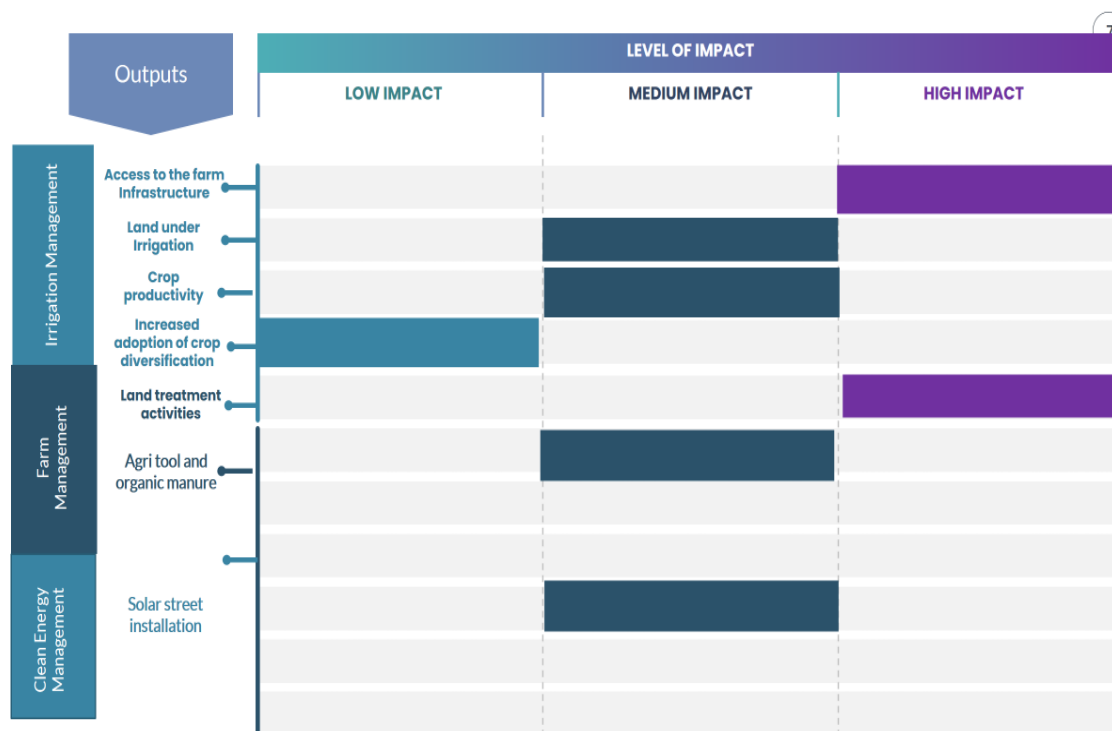 7
Outputs
LEVEL OF IMPACT
LOW IMPACT
MEDIUM IMPACT
HIGH IMPACT
Irrigation Management
Access to the farm
Infrastructure
Land under
Irrigation
Crop
productivity
Increased
adoption of crop
diversification
Farm
Management
Land treatment
activities
Agri tool and
organic manure
Clean Energy
Management
Solar street
installation